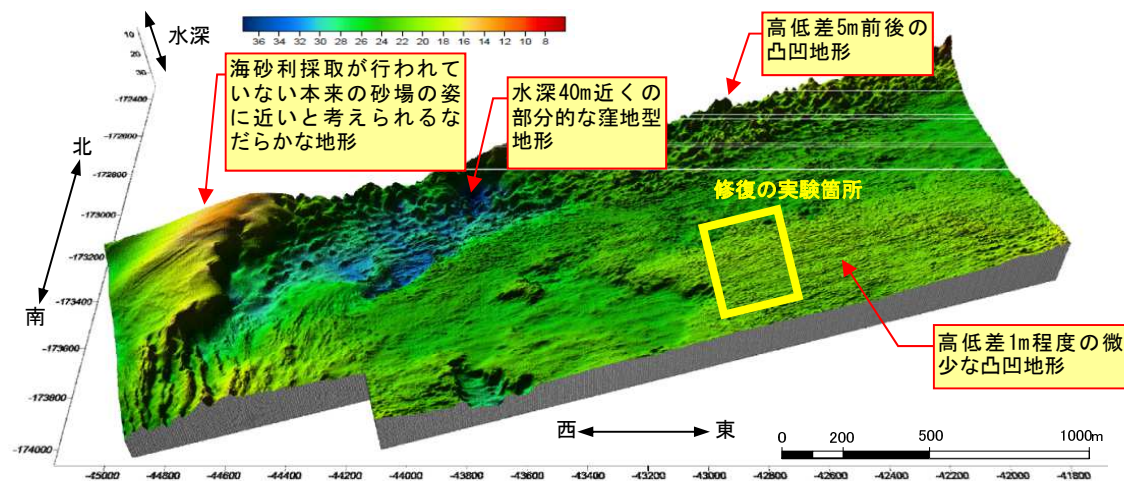 水深
10
20
30
36 34 32 30 28 26 24 22 20 18 16 14 12 10 8 6
高低差5m前後の
凸凹地形
海砂利採取が行われて
いない本来の砂場の姿
に近いと考えられるな
だらかな地形
水深40m近くの
部分的な窪地型
地形
北
南
修復の実験箇所
高低差1m程度の微
少な凸凹地形
西
東
0 200 500 1000m
-172400
-172600
-172800
-173000
-173200
-173400
-173600
-173800
-174000
-45000 -44800 -44600 -44400 -44200 -44000 -43800 -43600 -43400 -43200 -43000 -42800 -42600 -42400 -42200 -42000 -41800